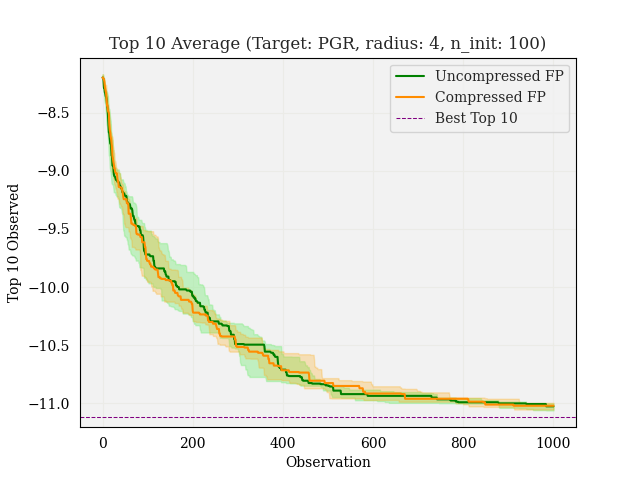 Top 10 Average (Target: PGR, radius: 4, n_init: 100)
Uncompressed FP
Compressed FP
Best Top 10
Top 10 Observed
−8.5
−9.0
−9.5
−10.0
−10.5
−11.0
0 200 400 600 800 1000
Observation